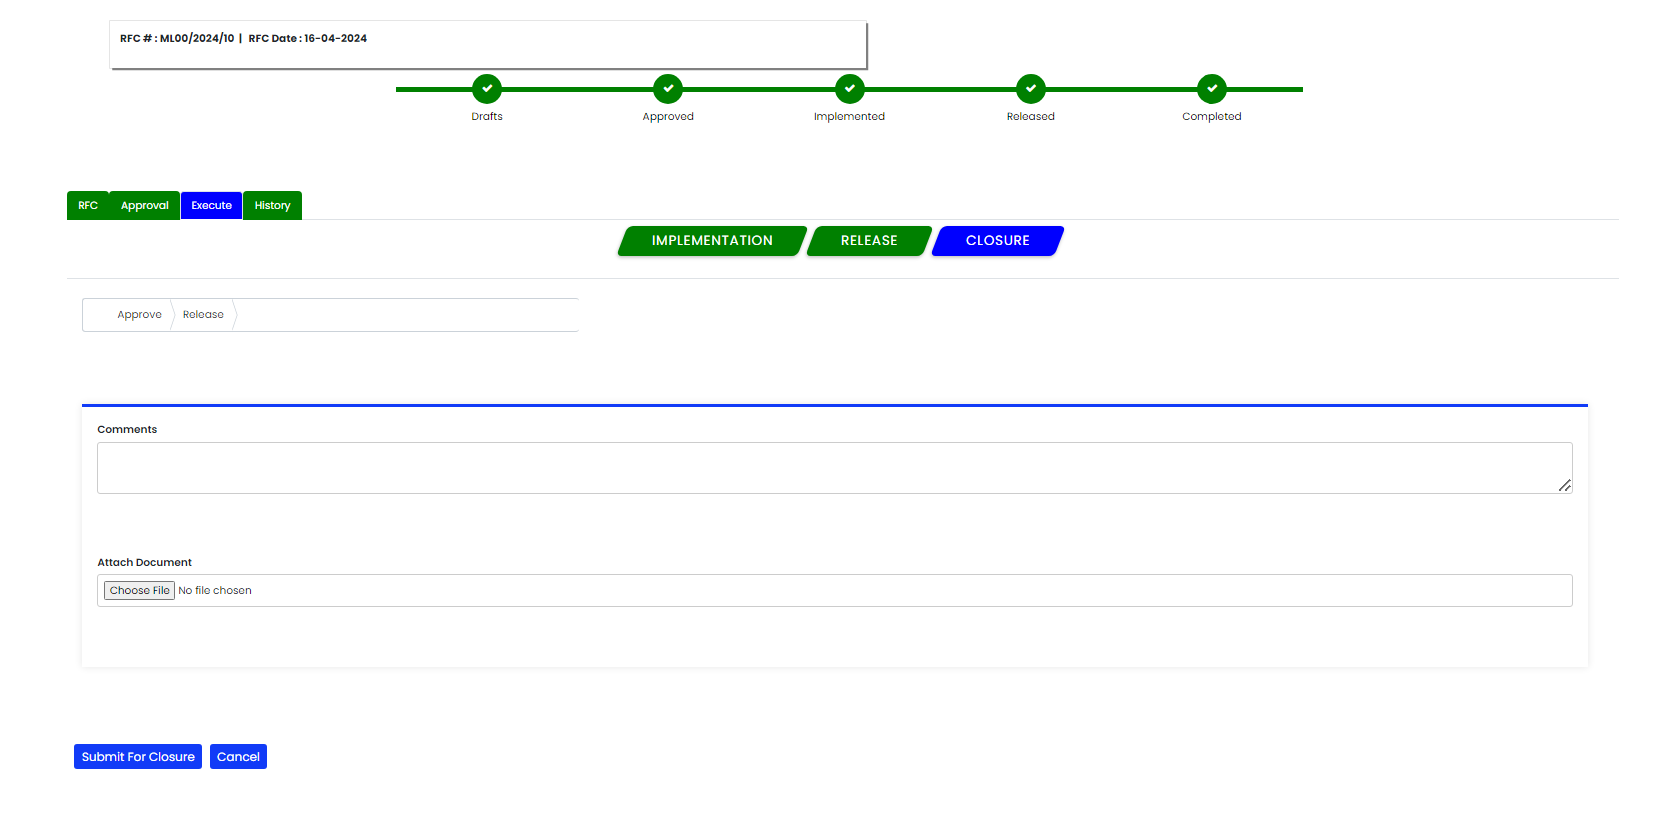 RFC # : ML00/2024/10 | RFC Date : 16-04-2024
Drafts Approved Implemented Released Completed
RFC Approval Execute History
IMPLEMENTATION RELEASE CLOSURE
Approve Release
Comments
Attach Document
Choose File No file chosen
Submit For Closure Cancel